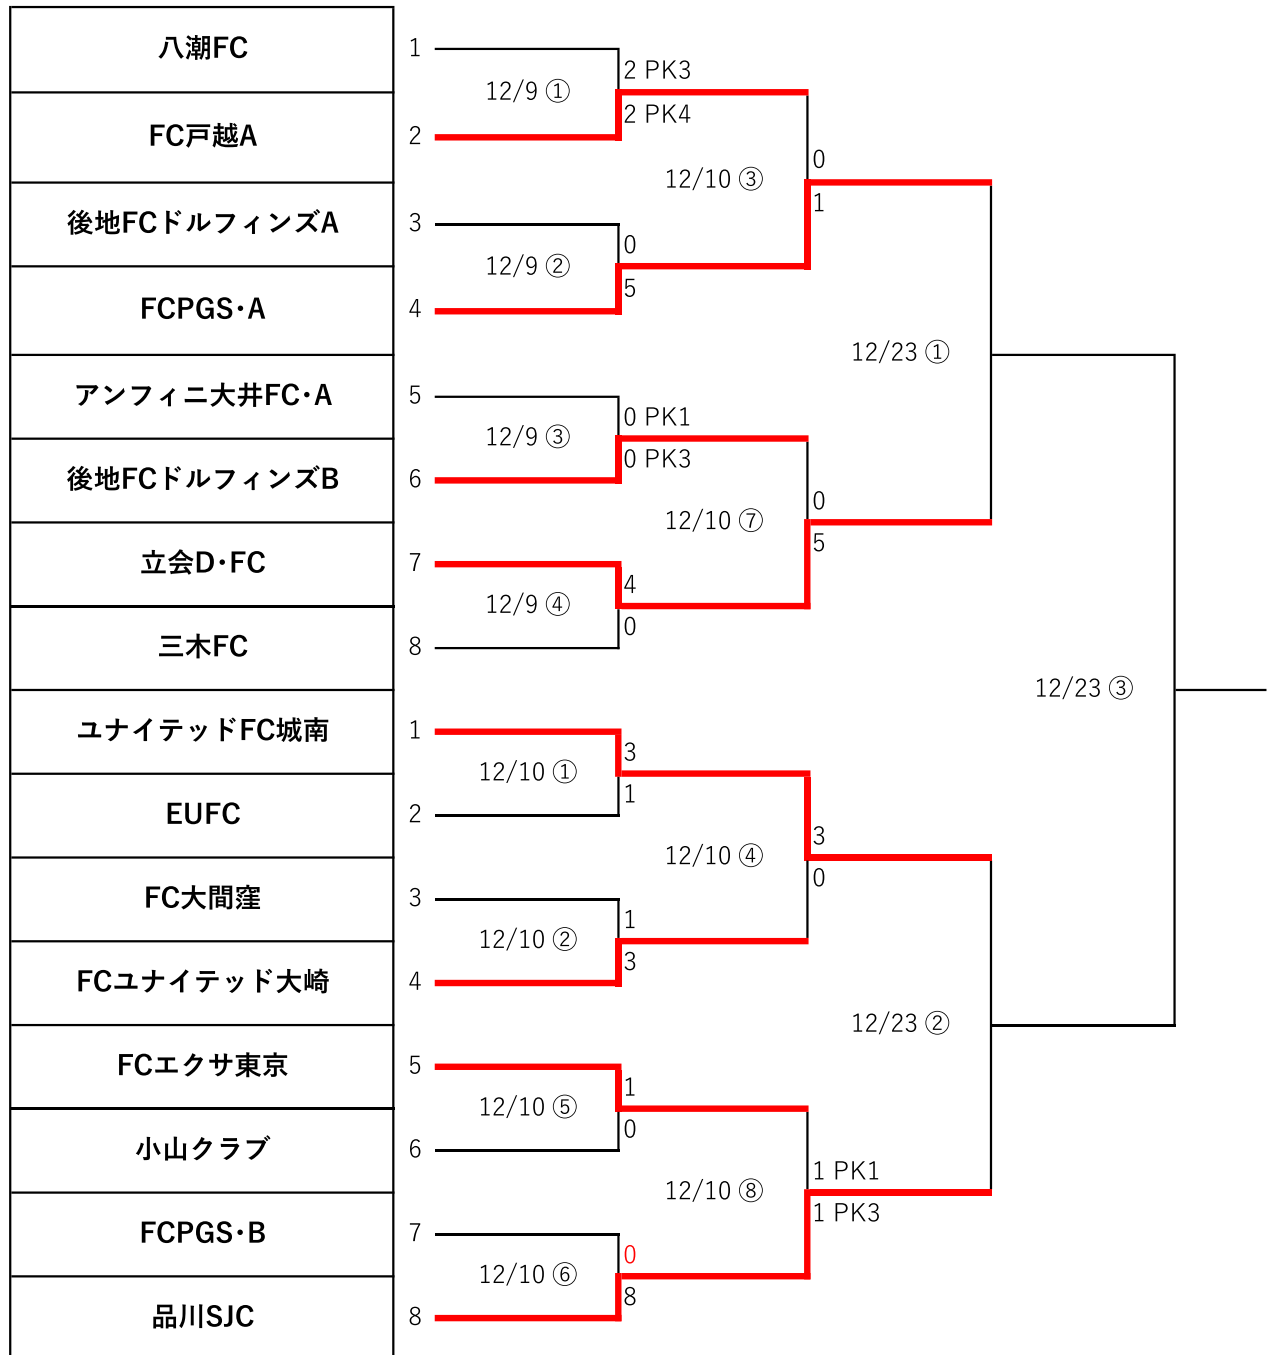 八潮FC
1
2 PK3
12/9 ①
2 PK4
FC戸越A
2
0
12/10 ③
1
後地FCドルフィンズA
3
0
12/9 ②
5
FCPGS・A
4
12/23 ①
アンフィニ大井FC・A
5
0 PK1
12/9 ③
0 PK3
後地FCドルフィンズB
6
0
12/10 ⑦
5
立会D・FC
7
4
12/9 ④
0
三木FC
8
12/23 ③
ユナイテッドFC城南
1
3
12/10 ①
1
EUFC
2
3
12/10 ④
0
FC大間窪
3
1
12/10 ②
3
FCユナイテッド大崎
4
12/23 ②
FCエクサ東京
5
1
12/10 ⑤
0
小山クラブ
6
1 PK1
12/10 ⑧
1 PK3
FCPGS・B
7
0
12/10 ⑥
8
品川SJC
8